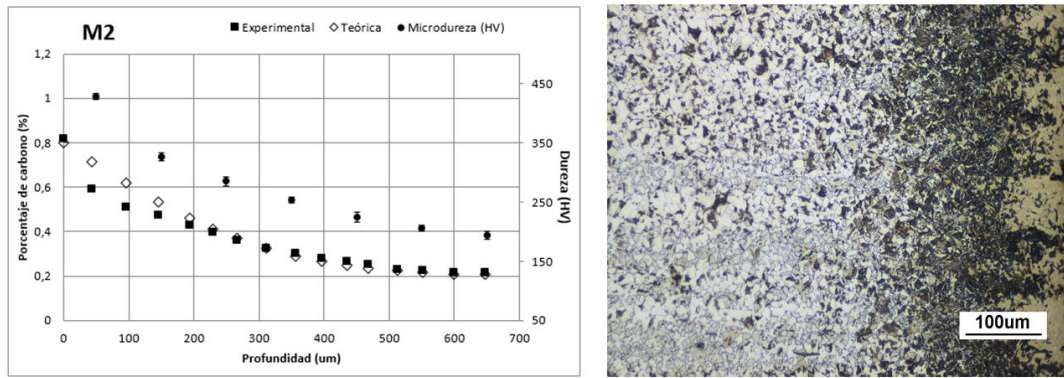 M2
Experimental Teórica Microdureza (HV)
1,2
1
0,8
0,6
0,4
0,2
0
Porcentaje de carbono (%)
450
350
250
150
50
Dureza (HV)
0 100 200 300 400 500 600 700
Profundidad (um)
100um